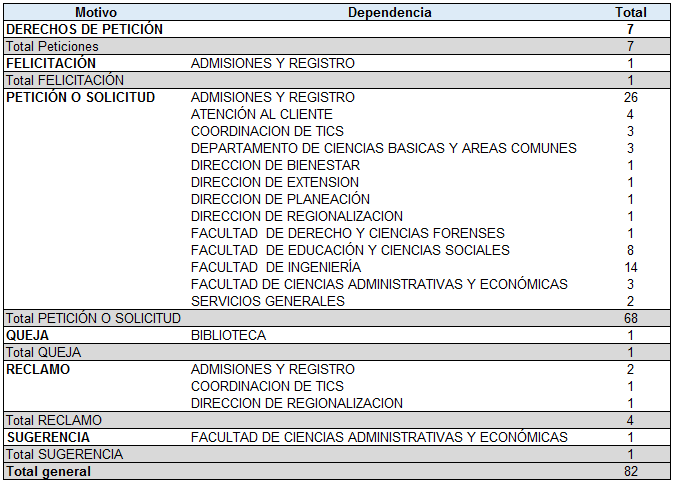 Motivo Dependencia Total
DERECHOS DE PETICIÓN 7
Total Peticiones 7
FELICITACIÓN ADMISIONES Y REGISTRO 1
Total FELICITACIÓN 1
PETICIÓN O SOLICITUD ADMISIONES Y REGISTRO 26
ATENCIÓN AL CLIENTE 4
COORDINACION DE TICS 3
DEPARTAMENTO DE CIENCIAS BASICAS Y AREAS COMUNES 3
DIRECCION DE BIENESTAR 1
DIRECCION DE EXTENSION 1
DIRECCION DE PLANEACIÓN 1
DIRECCION DE REGIONALIZACION 1
FACULTAD DE DERECHO Y CIENCIAS FORENSES 1
FACULTAD DE EDUCACIÓN Y CIENCIAS SOCIALES 8
FACULTAD DE INGENIERÍA 14
FACULTAD DE CIENCIAS ADMINISTRATIVAS Y ECONÓMICAS 3
SERVICIOS GENERALES 2
Total PETICIÓN O SOLICITUD 68
QUEJA BIBLIOTECA 1
Total QUEJA 1
RECLAMO ADMISIONES Y REGISTRO 2
COORDINACION DE TICS 1
DIRECCION DE REGIONALIZACION 1
Total RECLAMO 4
SUGERENCIA FACULTAD DE CIENCIAS ADMINISTRATIVAS Y ECONÓMICAS 1
Total SUGERENCIA 1
Total general 82